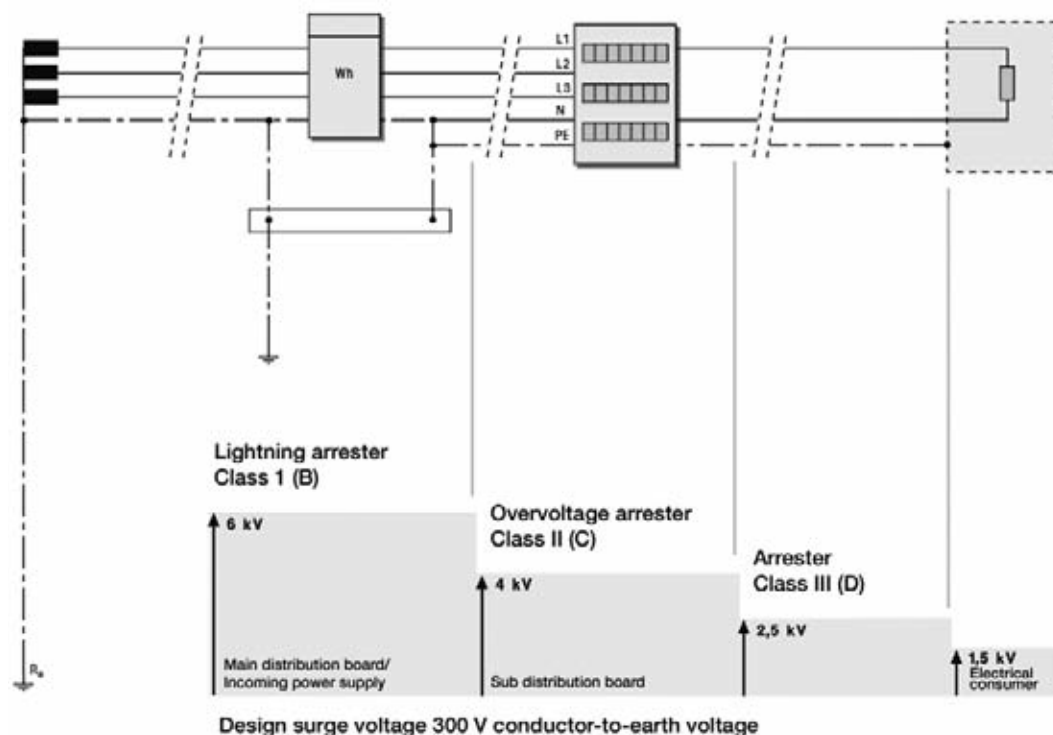 L1
Wh
L2
L3
N
PE
Lightning arrester
Class 1 (B)
6 kV
Overvoltage arrester
Class II (C)
4 kV
Arrester
Class III (D)
2,5 kV
1,5 kV
Electrical
consumer
Main distribution board/
Incoming power supply
Sub distribution board
Design surge voltage 300 V conductor-to-earth voltage